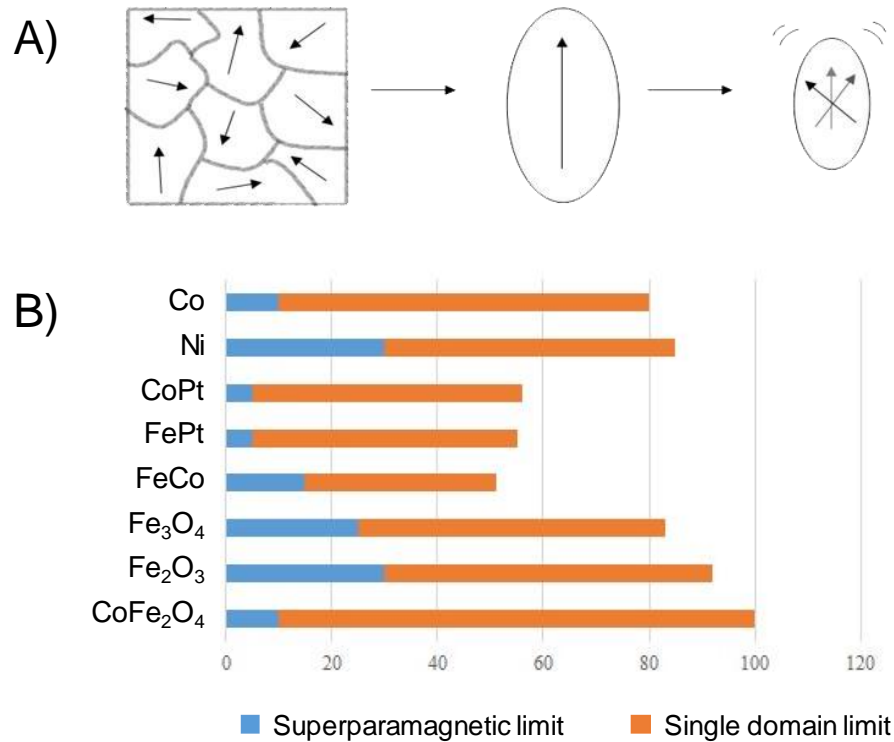 A)
B)
Co
Ni
CoPt
FePt
FeCo
Fe₃O₄
Fe₂O₃
CoFe₂O₄
0 20 40 60 80 100 120
Superparamagnetic limit Single domain limit